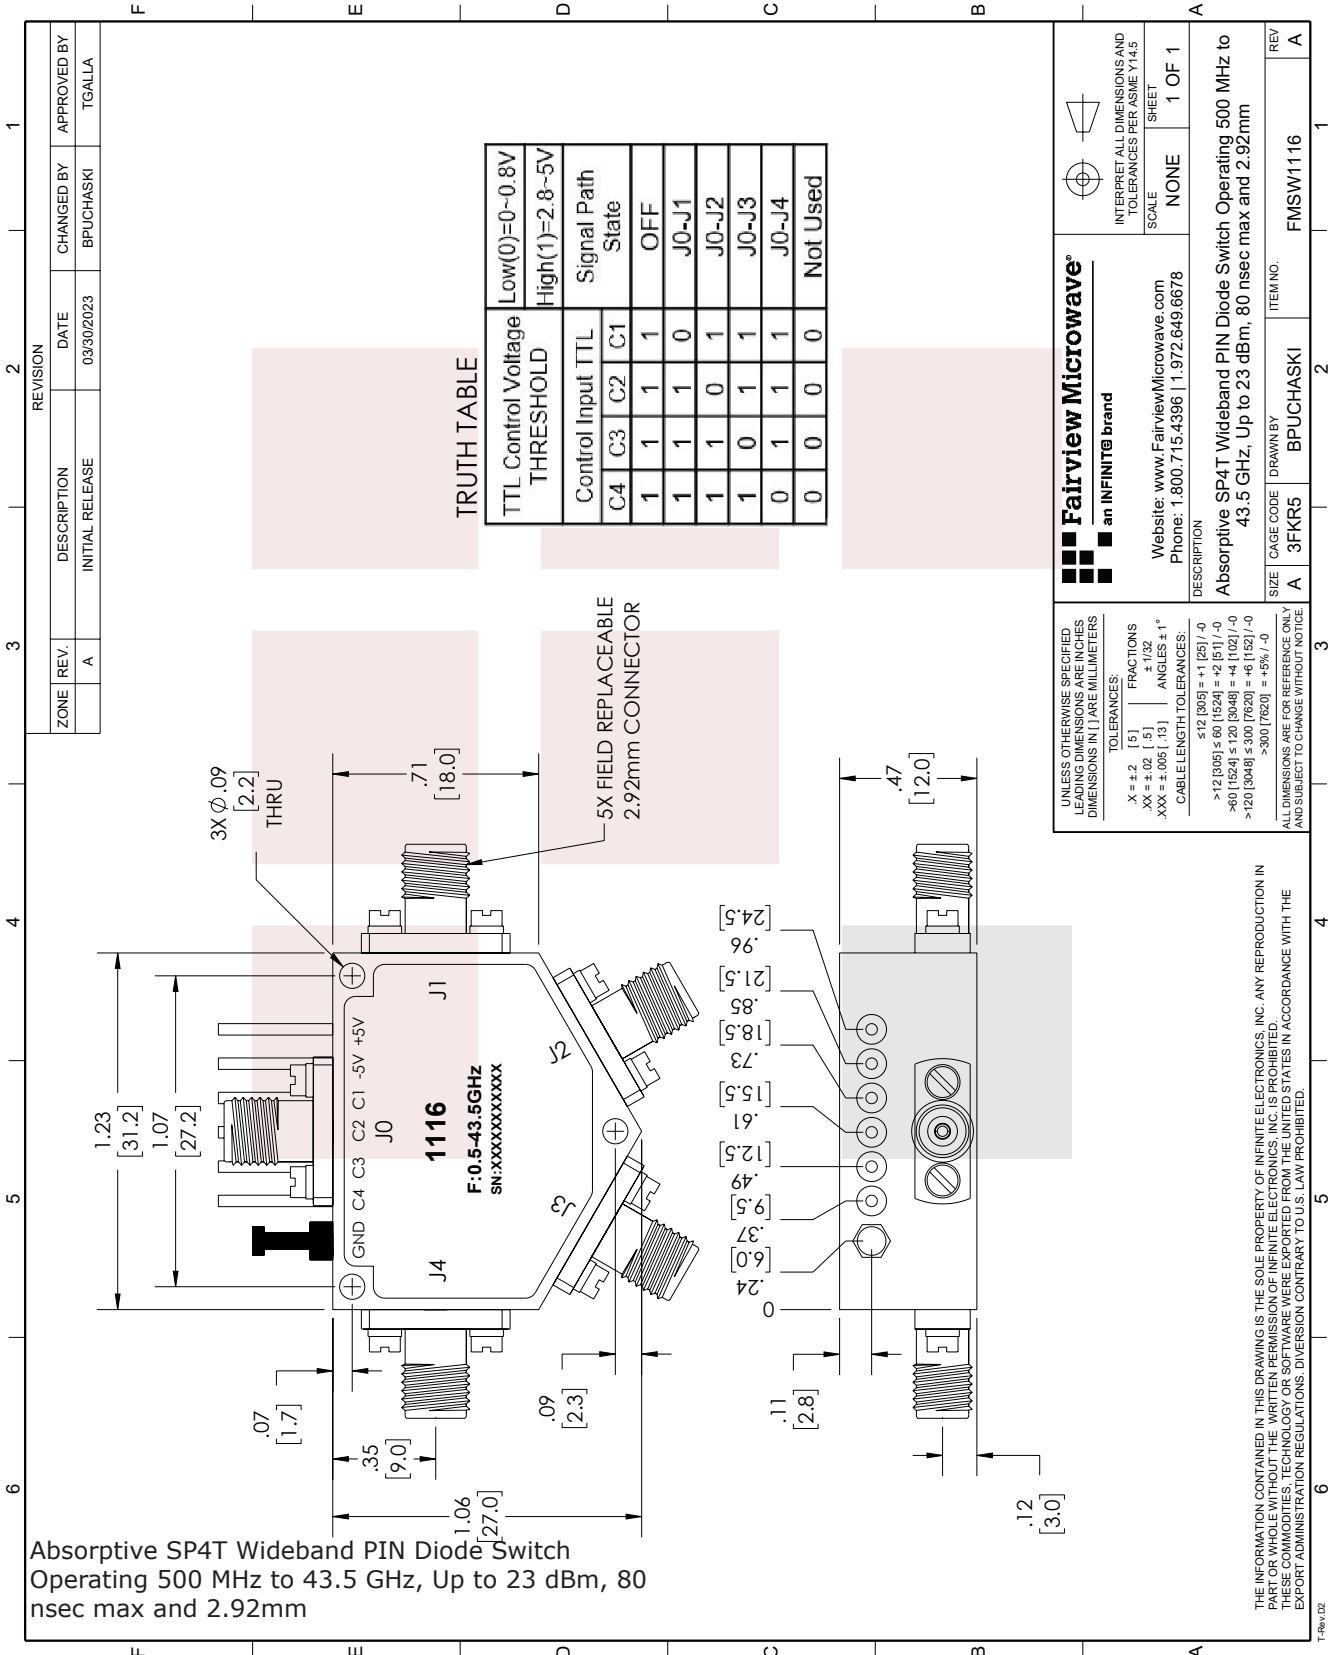 REVISION
ZONE REV. DESCRIPTION DATE CHANGED BY APPROVED BY
A INITIAL RELEASE 03/30/2023 BPUCHASKI TGALLA
6 5 4 3 2 1
F
E
D
C
B
A
3X Ø .09
[2.2]
THRU
1.23
[31.2]
1.07
[27.2]
.07
[1.7]
.35
[9.0]
1.06
[27.0]
.09
[2.3]
.71
[18.0]
5X FIELD REPLACEABLE
2.92mm CONNECTOR
GND C4 C3 C2 C1 -5V +5V
J0
J4
J1
1116
F:0.5-43.5GHz
SN:XXXXXXXXXXXX
J3
J2
0
.24
[6.0]
.37
[9.5]
.49
[12.5]
.61
[15.5]
.73
[18.5]
.85
[21.5]
.96
[24.5]
.11
[2.8]
.47
[12.0]
.12
[3.0]
TRUTH TABLE
TTL Control Voltage
THRESHOLD
Low(0)=0~0.8V
High(1)=2.8~5V
Control Input TTL
Signal Path
State
C4 C3 C2 C1
1 1 1 1 OFF
1 1 1 0 J0-J1
1 1 0 1 J0-J2
1 0 1 1 J0-J3
0 1 1 1 J0-J4
0 0 0 0 Not Used
UNLESS OTHERWISE SPECIFIED
LEADING DIMENSIONS ARE INCHES
DIMENSIONS IN [ ] ARE MILLIMETERS
TOLERANCES:
.X = ±.2 [5] FRACTIONS
.XX = ±.02 [.5] ± 1/32
.XXX = ±.005 [.13] ANGLES ± 1°
CABLE LENGTH TOLERANCES:
≤12 [305] = +1 [25] / -0
>12 [305] ≤ 60 [1524] = +2 [51] / -0
>60 [1524] ≤ 120 [3048] = +4 [102] / -0
>120 [3048] ≤ 300 [7620] = +6 [152] / -0
>300 [7620] = +5% / -0
ALL DIMENSIONS ARE FOR REFERENCE ONLY
AND SUBJECT TO CHANGE WITHOUT NOTICE.
Fairview Microwave®
an INFINITE brand
Website: www.FairviewMicrowave.com
Phone: 1.800.715.4396 | 1.972.649.6678
INTERPRET ALL DIMENSIONS AND
TOLERANCES PER ASME Y14.5
SCALE
NONE
SHEET
1 OF 1
DESCRIPTION
Absorptive SP4T Wideband PIN Diode Switch Operating 500 MHz to
43.5 GHz, Up to 23 dBm, 80 nsec max and 2.92mm
SIZE
A
CAGE CODE
3FKR5
DRAWN BY
BPUCHASKI
ITEM NO.
FMSW1116
REV
A
THE INFORMATION CONTAINED IN THIS DRAWING IS THE SOLE PROPERTY OF INFINITE ELECTRONICS, INC. ANY REPRODUCTION IN
PART OR WHOLE WITHOUT THE WRITTEN PERMISSION OF INFINITE ELECTRONICS, INC. IS PROHIBITED.
THESE COMMODITIES, TECHNOLOGY OR SOFTWARE WERE EXPORTED FROM THE UNITED STATES IN ACCORDANCE WITH THE
EXPORT ADMINISTRATION REGULATIONS. DIVERSION CONTRARY TO U.S. LAW PROHIBITED.
6 5 4 3 2 1
F
E
D
C
B
A
T-Rev.D2
Absorptive SP4T Wideband PIN Diode Switch
Operating 500 MHz to 43.5 GHz, Up to 23 dBm, 80
nsec max and 2.92mm